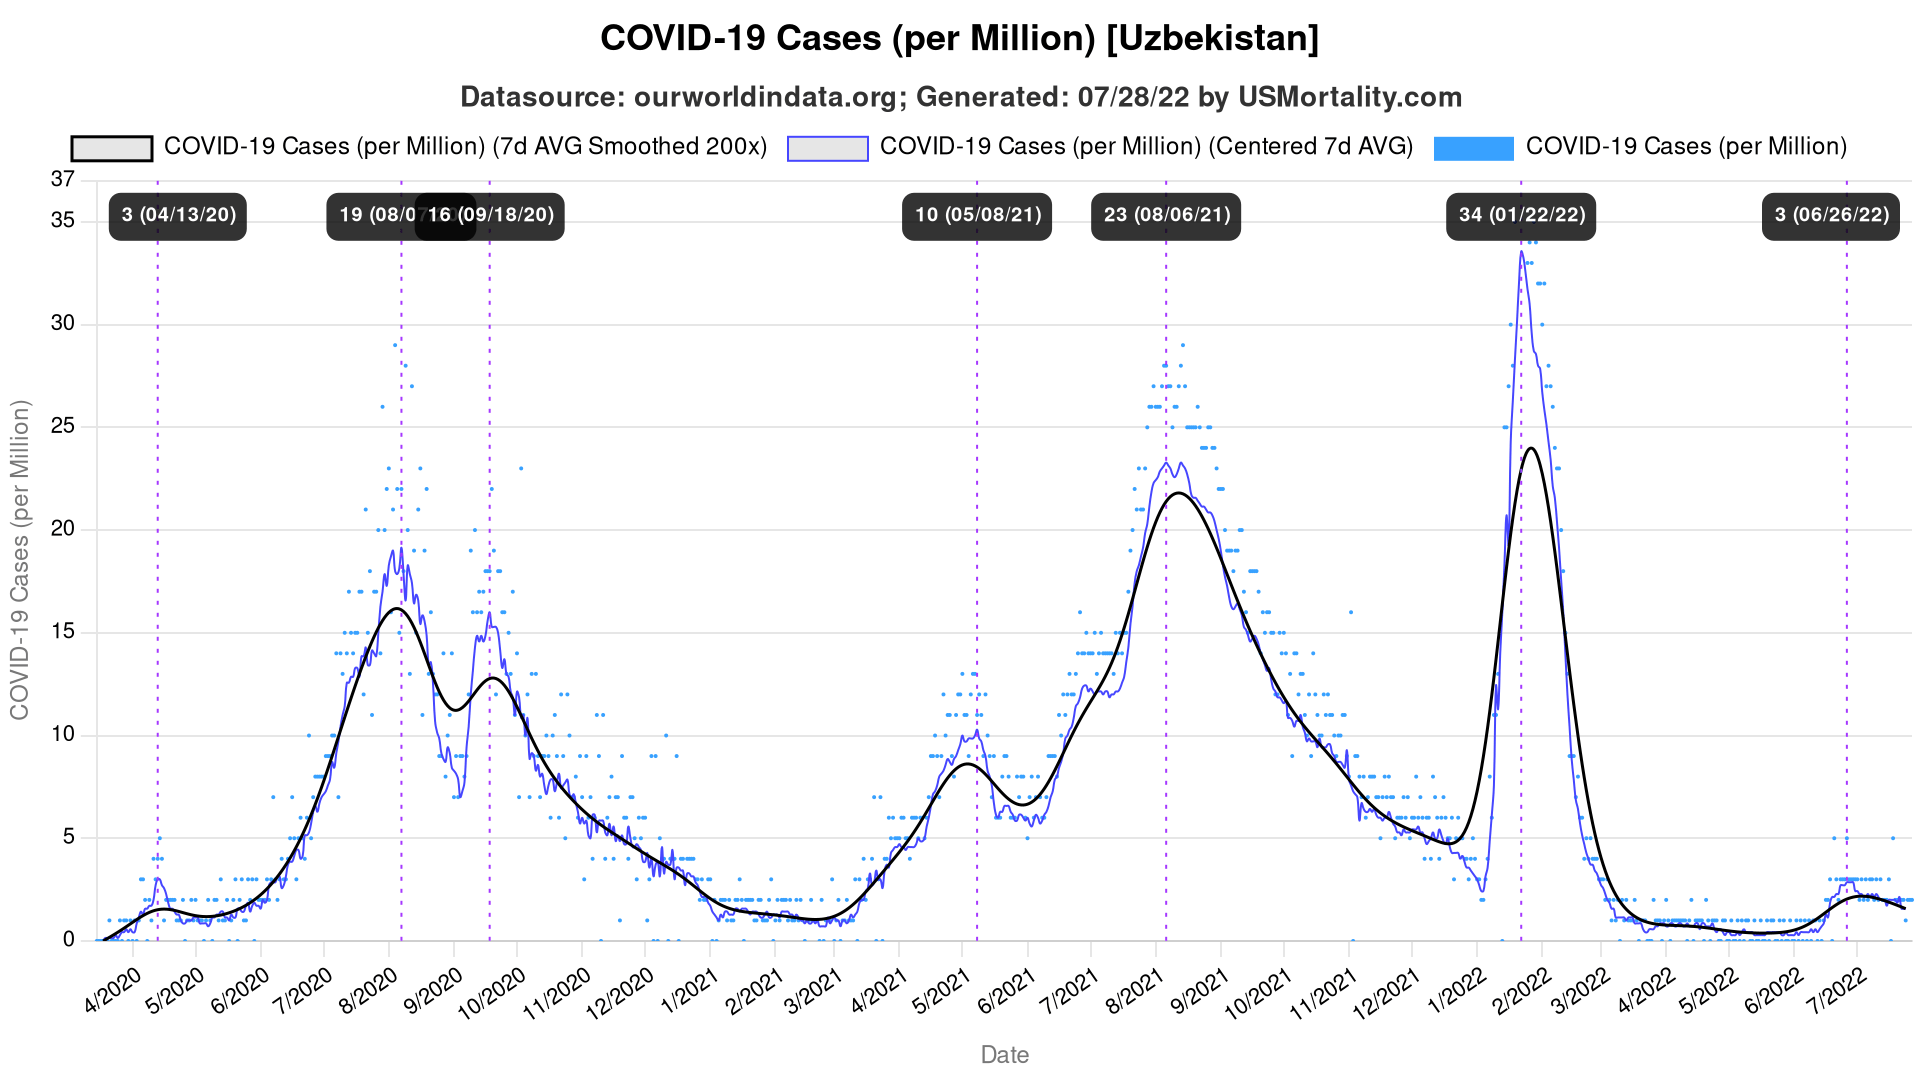 COVID-19 Cases (per Million) [Uzbekistan]
Datasource: ourworldindata.org; Generated: 07/28/22 by USMortality.com
COVID-19 Cases (per Million) (7d AVG Smoothed 200x) COVID-19 Cases (per Million) (Centered 7d AVG) COVID-19 Cases (per Million)
3 (04/13/20) 19 (08/0 16 (09/18/20) 10 (05/08/21) 23 (08/06/21) 34 (01/22/22) 3 (06/26/22)
37
35
30
25
20
15
10
5
0
COVID-19 Cases (per Million)
4/2020 5/2020 6/2020 7/2020 8/2020 9/2020 10/2020 11/2020 12/2020 1/2021 2/2021 3/2021 4/2021 5/2021 6/2021 7/2021 8/2021 9/2021 10/2021 11/2021 12/2021 1/2022 2/2022 3/2022 4/2022 5/2022 6/2022 7/2022
Date